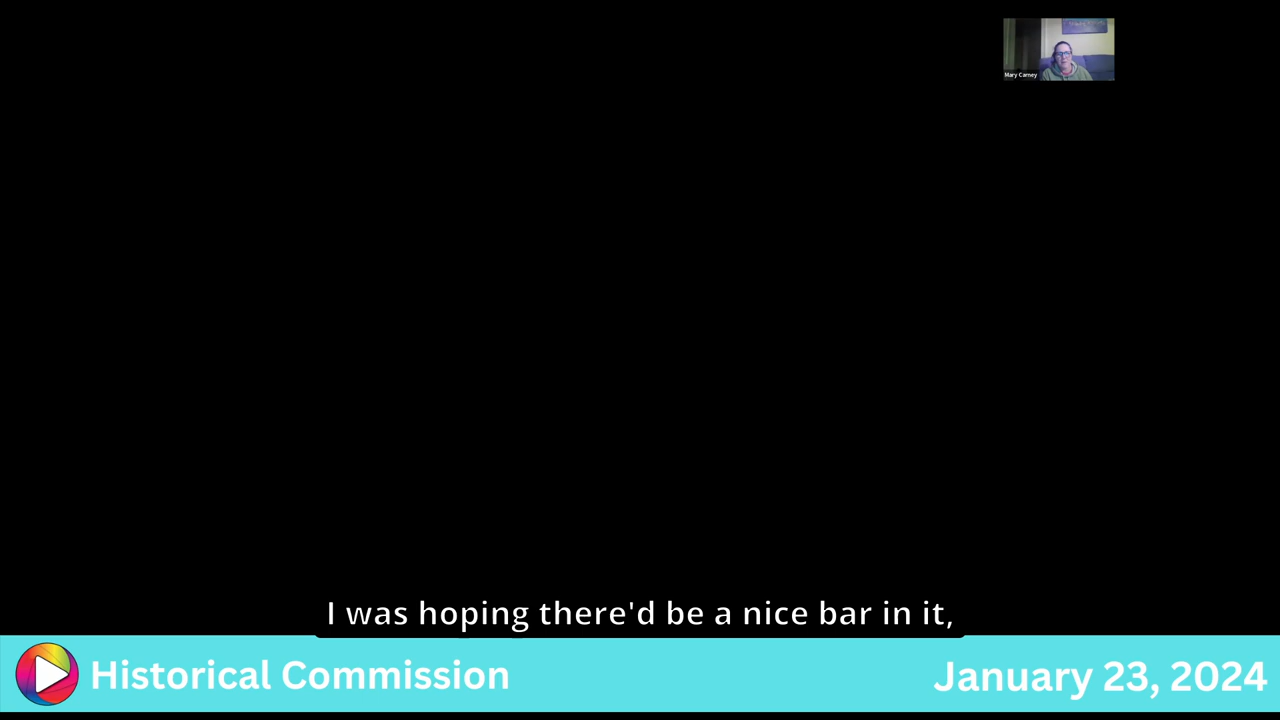 Mary Carney
I was hoping there'd be a nice bar in it,
Historical Commission
January 23, 2024